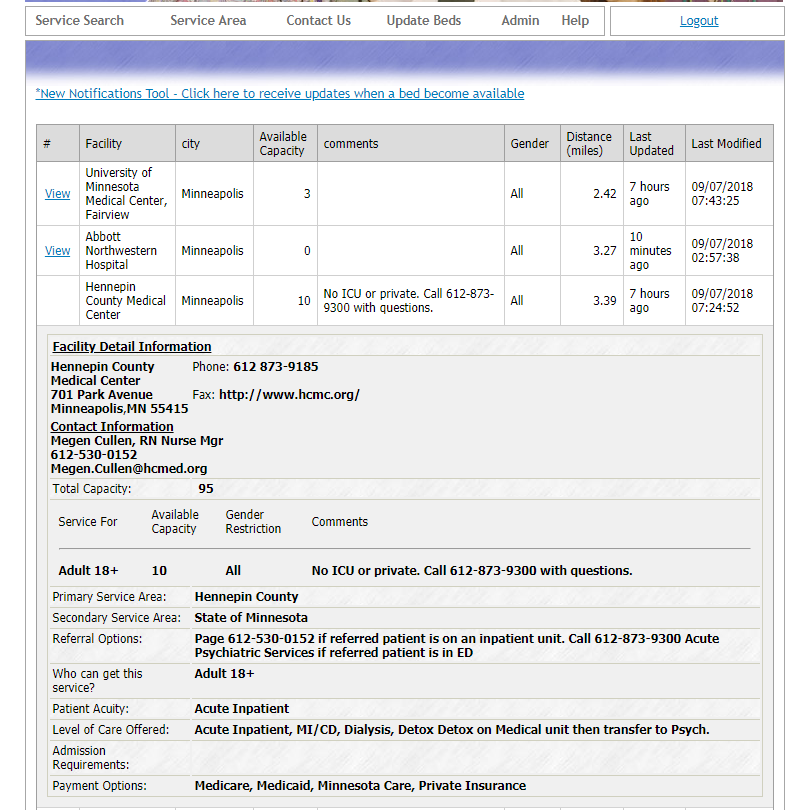 Service Search Service Area Contact Us Update Beds Admin Help Logout
*New Notifications Tool - Click here to receive updates when a bed become available
# Facility city Available Capacity comments Gender Distance (miles) Last Updated Last Modified
View University of Minnesota Medical Center, Fairview Minneapolis 3 All 2.42 7 hours ago 09/07/2018 07:43:25
View Abbott Northwestern Hospital Minneapolis 0 All 3.27 10 minutes ago 09/07/2018 02:57:38
Hennepin County Medical Center Minneapolis 10 No ICU or private. Call 612-873-9300 with questions. All 3.39 7 hours ago 09/07/2018 07:24:52
Facility Detail Information
Hennepin County Phone: 612 873-9185
Medical Center
701 Park Avenue Fax: http://www.hcmc.org/
Minneapolis,MN 55415
Contact Information
Megen Cullen, RN Nurse Mgr
612-530-0152
Megen.Cullen@hcmed.org
Total Capacity: 95
Service For Available Capacity Gender Restriction Comments
Adult 18+ 10 All No ICU or private. Call 612-873-9300 with questions.
Primary Service Area: Hennepin County
Secondary Service Area: State of Minnesota
Referral Options: Page 612-530-0152 if referred patient is on an inpatient unit. Call 612-873-9300 Acute
Psychiatric Services if referred patient is in ED
Who can get this service? Adult 18+
Patient Acuity: Acute Inpatient
Level of Care Offered: Acute Inpatient, MI/CD, Dialysis, Detox Detox on Medical unit then transfer to Psych.
Admission
Requirements:
Payment Options: Medicare, Medicaid, Minnesota Care, Private Insurance